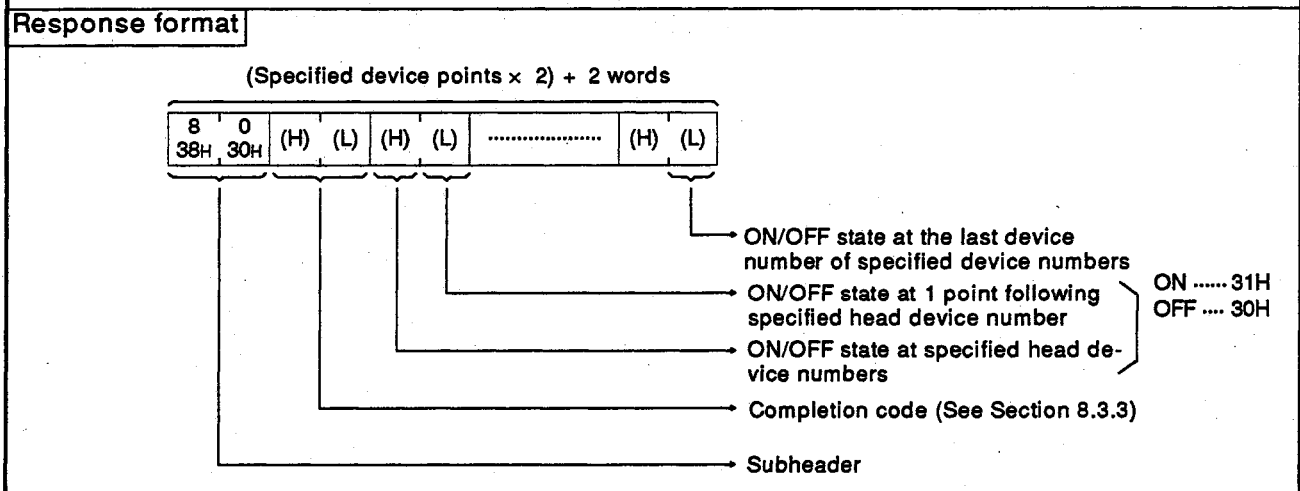 Response format
(Specified device points × 2) + 2 words
8 0 (H) (L) (H) (L) ..................... (H) (L)
38H 30H
ON/OFF state at the last device
number of specified device numbers
ON/OFF state at 1 point following
specified head device number
ON ...... 31H
OFF .... 30H
ON/OFF state at specified head de-
vice numbers
Completion code (See Section 8.3.3)
Subheader